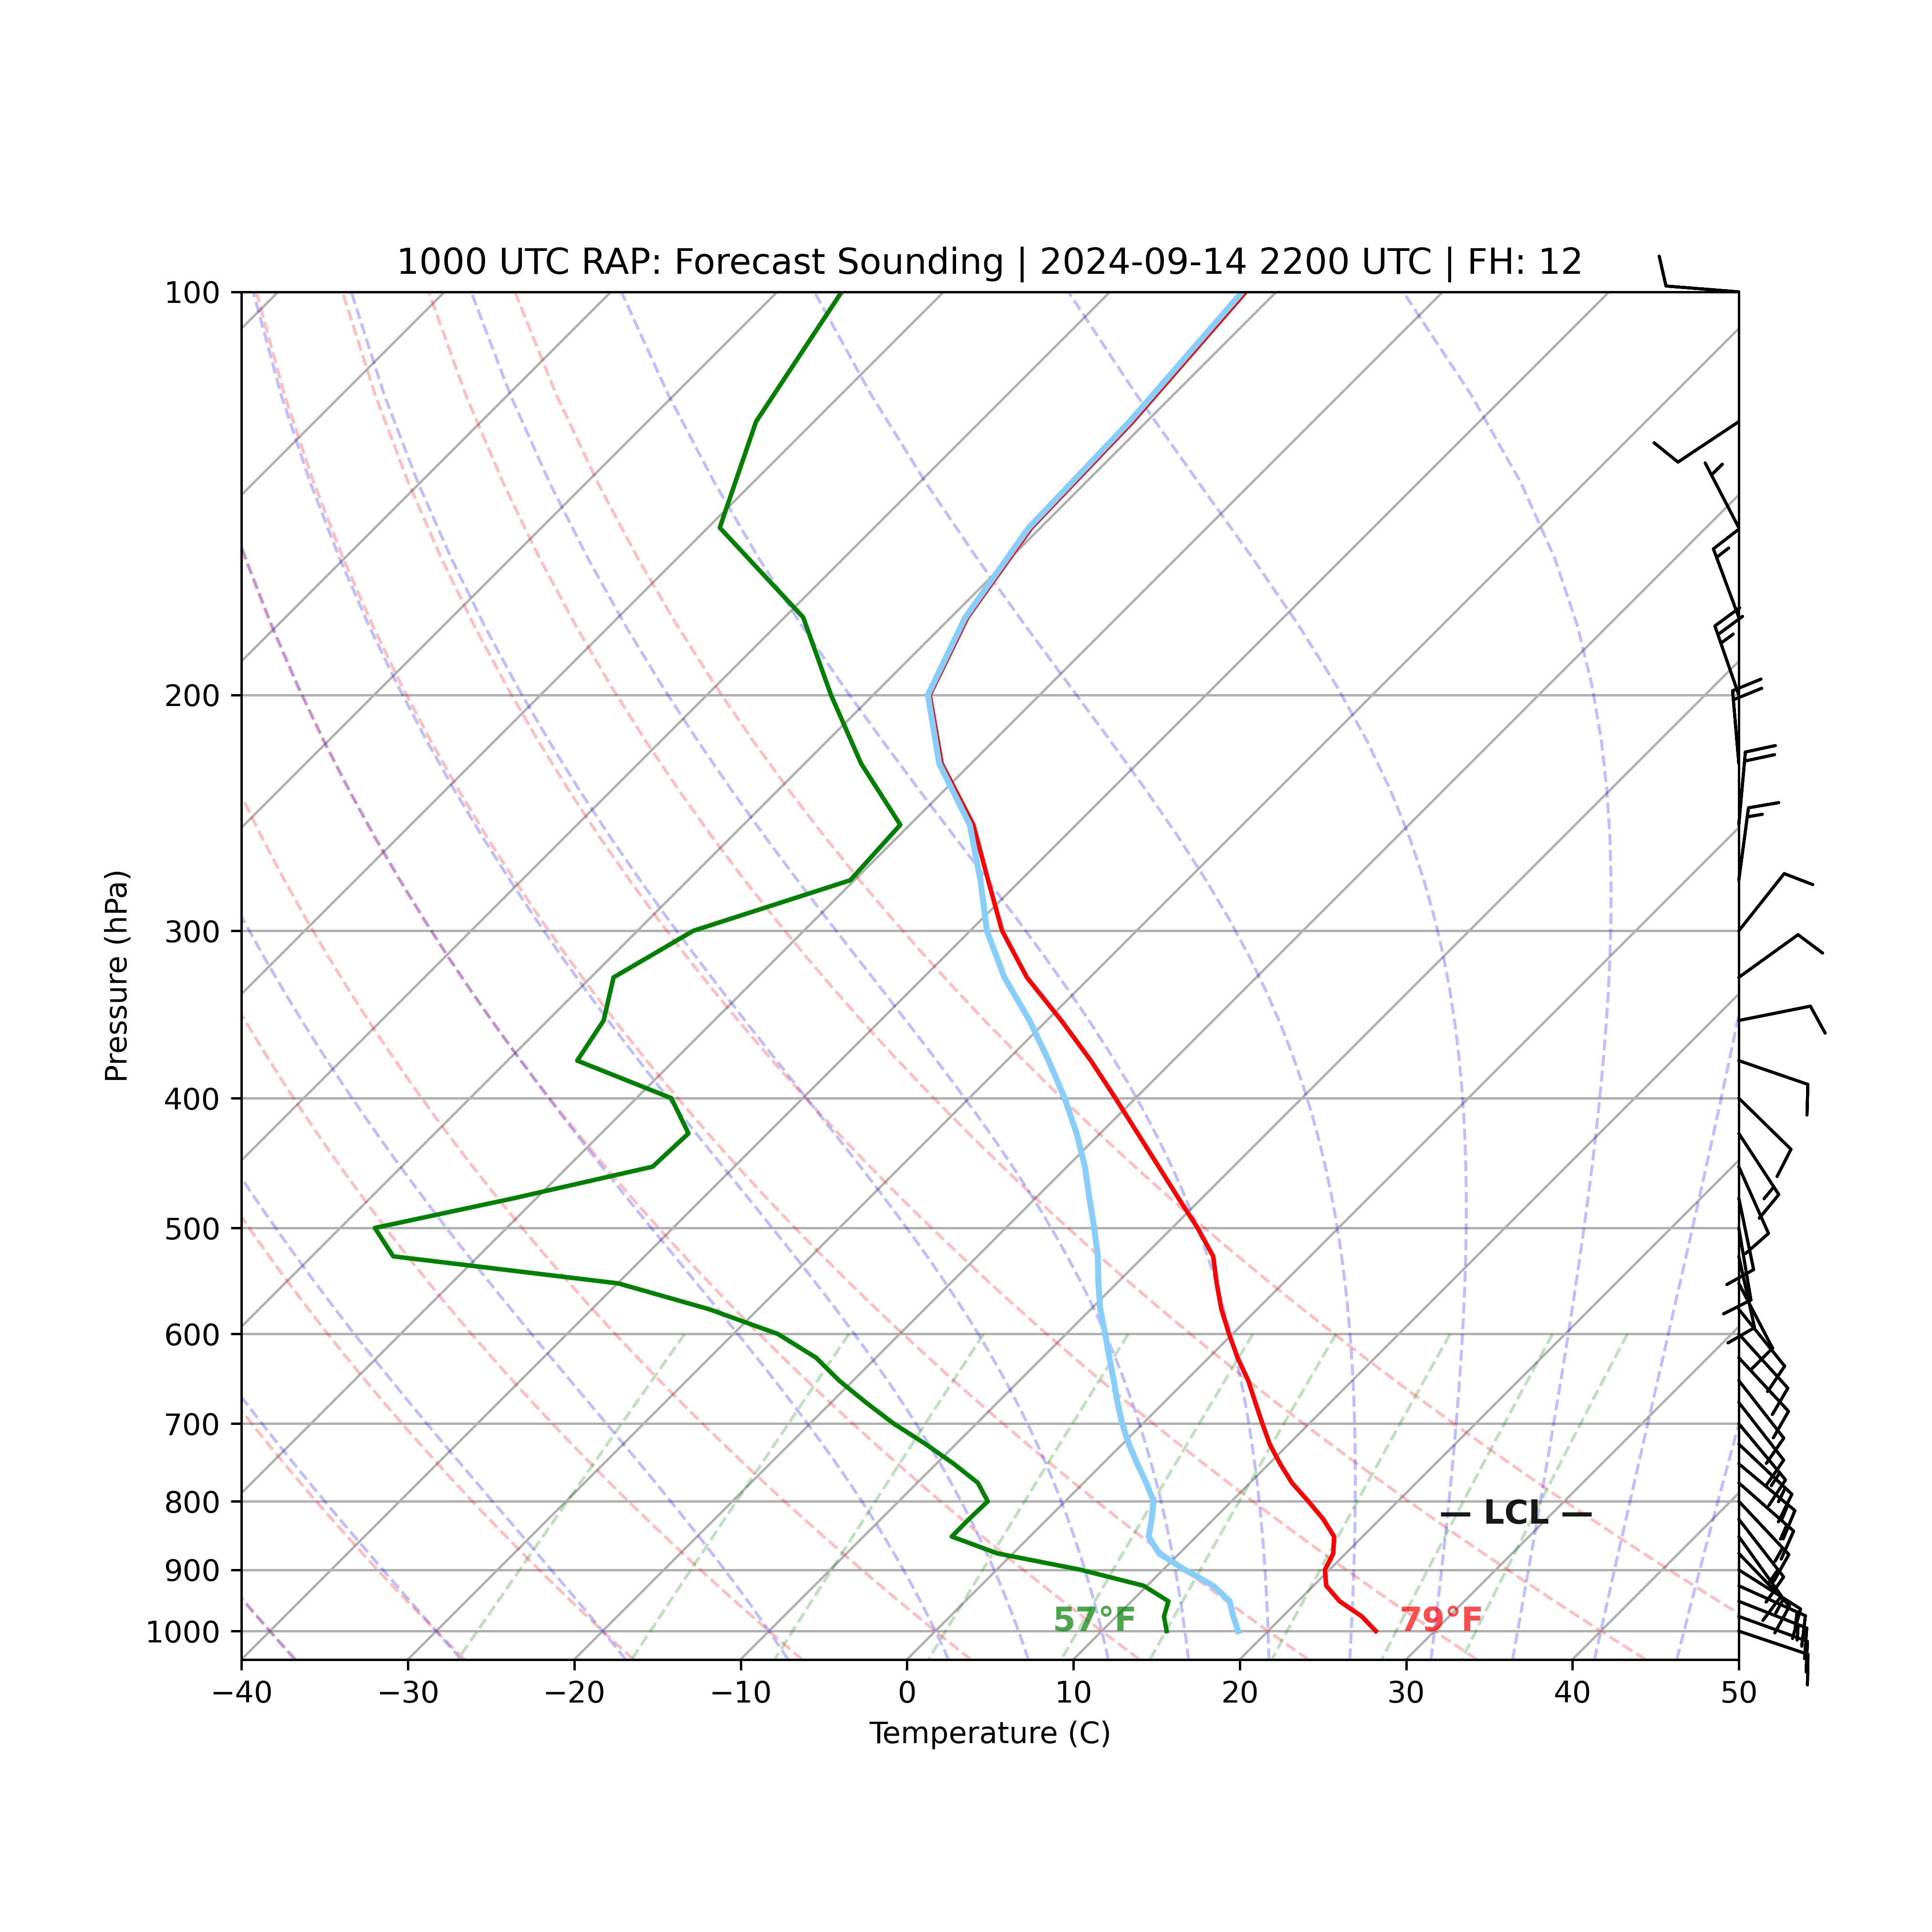 1000 UTC RAP: Forecast Sounding | 2024-09-14 2200 UTC | FH: 12
100
200
300
400
500
600
700
800
900
1000
Pressure (hPa)
— LCL —
57°F
79°F
−40 −30 −20 −10 0 10 20 30 40 50
Temperature (C)